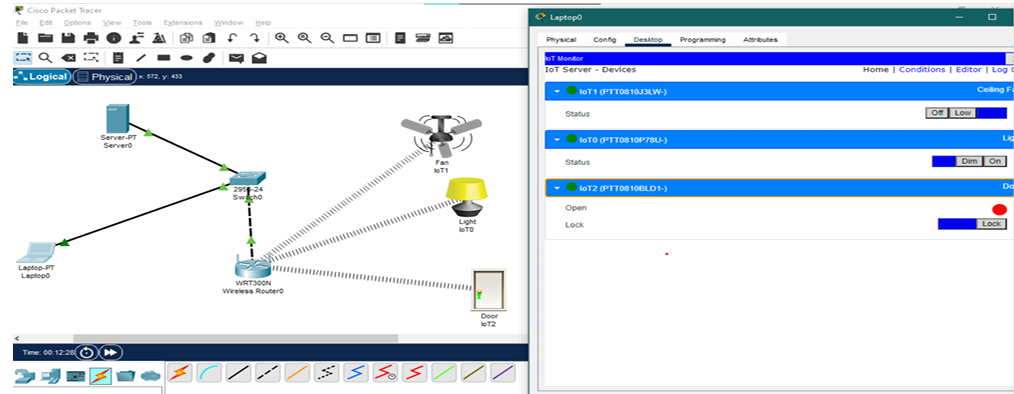 Cisco Packet Tracer
File Edit Options View Tools Extensions Window Help
Logical Physical x: 572, y: 433
Server-PT
Server0
2950-24
Switch0
Laptop-PT
Laptop0
WRT300N
Wireless Router0
Fan
IoT1
Light
IoT0
Door
IoT2
Time: 00:12:28
Laptop0
Physical Config Desktop Programming Attributes
IoT Monitor
IoT Server - Devices Home | Conditions | Editor | Log
IoT1 (PTT0810J3LW-) Ceiling Fa
Status Off Low
IoT0 (PTT0810P78U-) Lig
Status Dim On
IoT2 (PTT0810BLD1-) Do
Open
Lock Lock